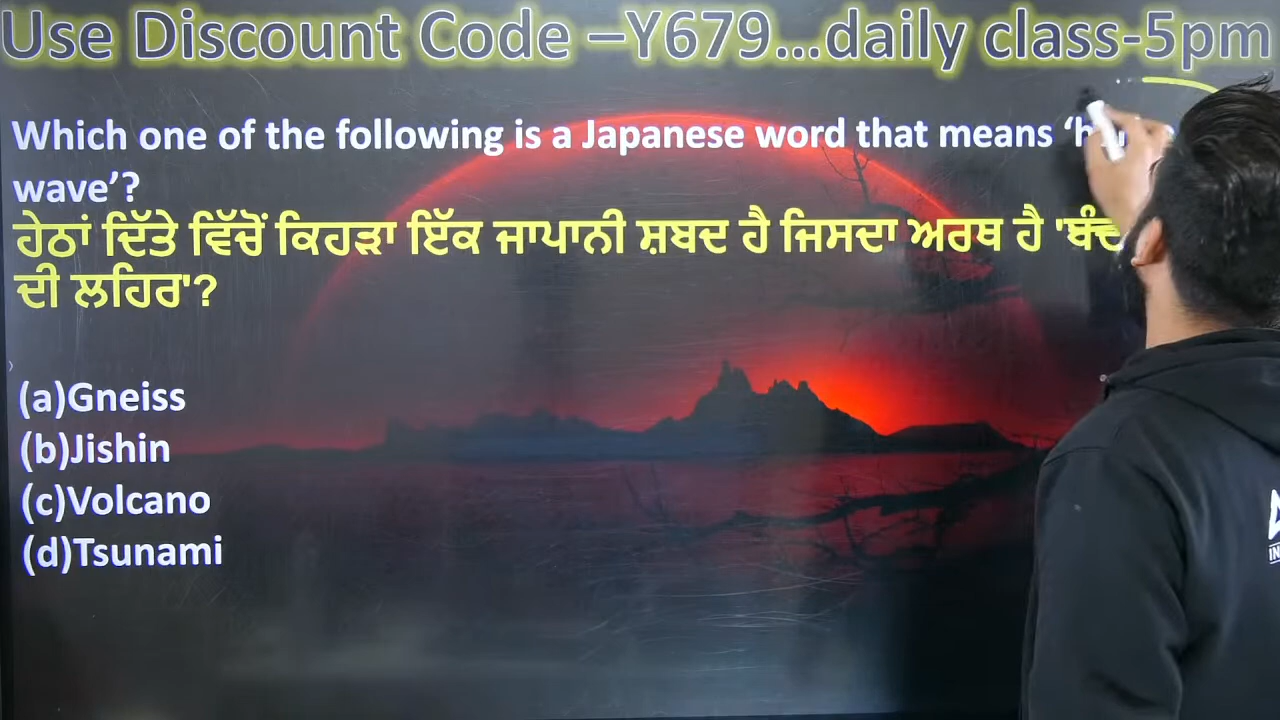 Use Discount Code –Y679...daily class-5pm
Which one of the following is a Japanese word that means
wave’?
ਹੇਠਾਂ ਦਿੱਤੇ ਵਿੱਚੋਂ ਕਿਹੜਾ ਇੱਕ ਜਾਪਾਨੀ ਸ਼ਬਦ ਹੈ ਜਿਸਦਾ ਅਰਥ ਹੈ
ਦੀ ਲਹਿਰ'?
(a)Gneiss
(b)Jishin
(c)Volcano
(d)Tsunami